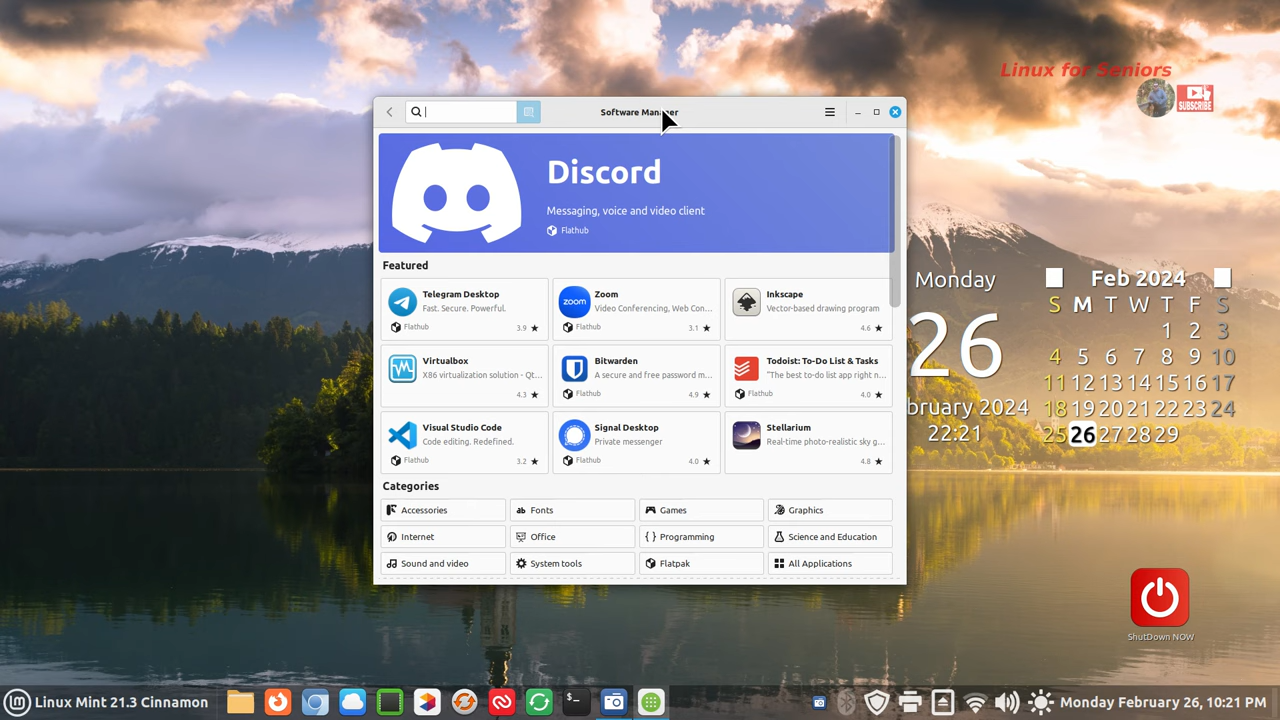 Linux for Seniors
SUBSCRIBE
Software Manager
Discord
Messaging, voice and video client
Flathub
Featured
Telegram Desktop
Fast. Secure. Powerful.
Flathub 3.9 ★
zoom
Zoom
Video Conferencing, Web Con...
Flathub 3.1 ★
Inkscape
Vector-based drawing program
Flathub 4.6 ★
Virtualbox
X86 virtualization solution - Qt...
4.3 ★
Bitwarden
A secure and free password m...
Flathub 4.9 ★
Todoist: To-Do List & Tasks
"The best to-do list app right n...
Flathub 4.0 ★
Visual Studio Code
Code editing. Redefined.
Flathub 3.2 ★
Signal Desktop
Private messenger
Flathub 4.0 ★
Stellarium
Real-time photo-realistic sky g...
4.8 ★
Categories
Accessories
ab Fonts
Games
Graphics
Internet
Office
{ } Programming
Science and Education
Sound and video
System tools
Flatpak
All Applications
Monday
26
bruary 2024
22:21
Feb 2024
S M T W T F S
1 2 3
4 5 6 7 8 9 10
11 12 13 14 15 16 17
18 19 20 21 22 23 24
25 26 27 28 29
ShutDown NOW
Linux Mint 21.3 Cinnamon
Monday February 26, 10:21 PM